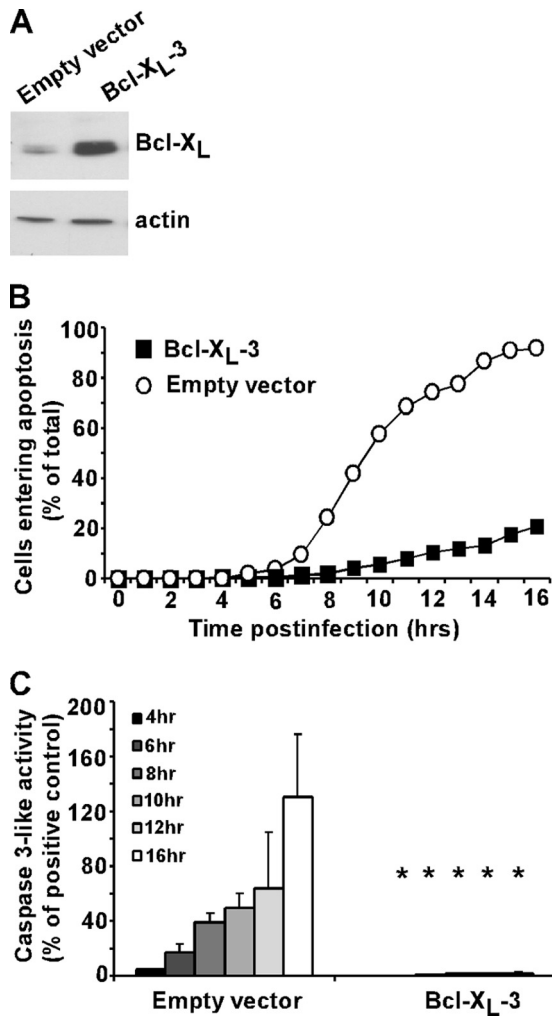 A
Empty vector
Bcl-XL-3
Bcl-XL
actin
B
Cells entering apoptosis
(% of total)
100
80
60
40
20
0
Bcl-XL-3
Empty vector
0 2 4 6 8 10 12 14 16
Time postinfection (hrs)
C
Caspase 3-like activity
(% of positive control)
200
160
120
80
40
0
4hr
6hr
8hr
10hr
12hr
16hr
* * * * *
Empty vector
Bcl-XL-3